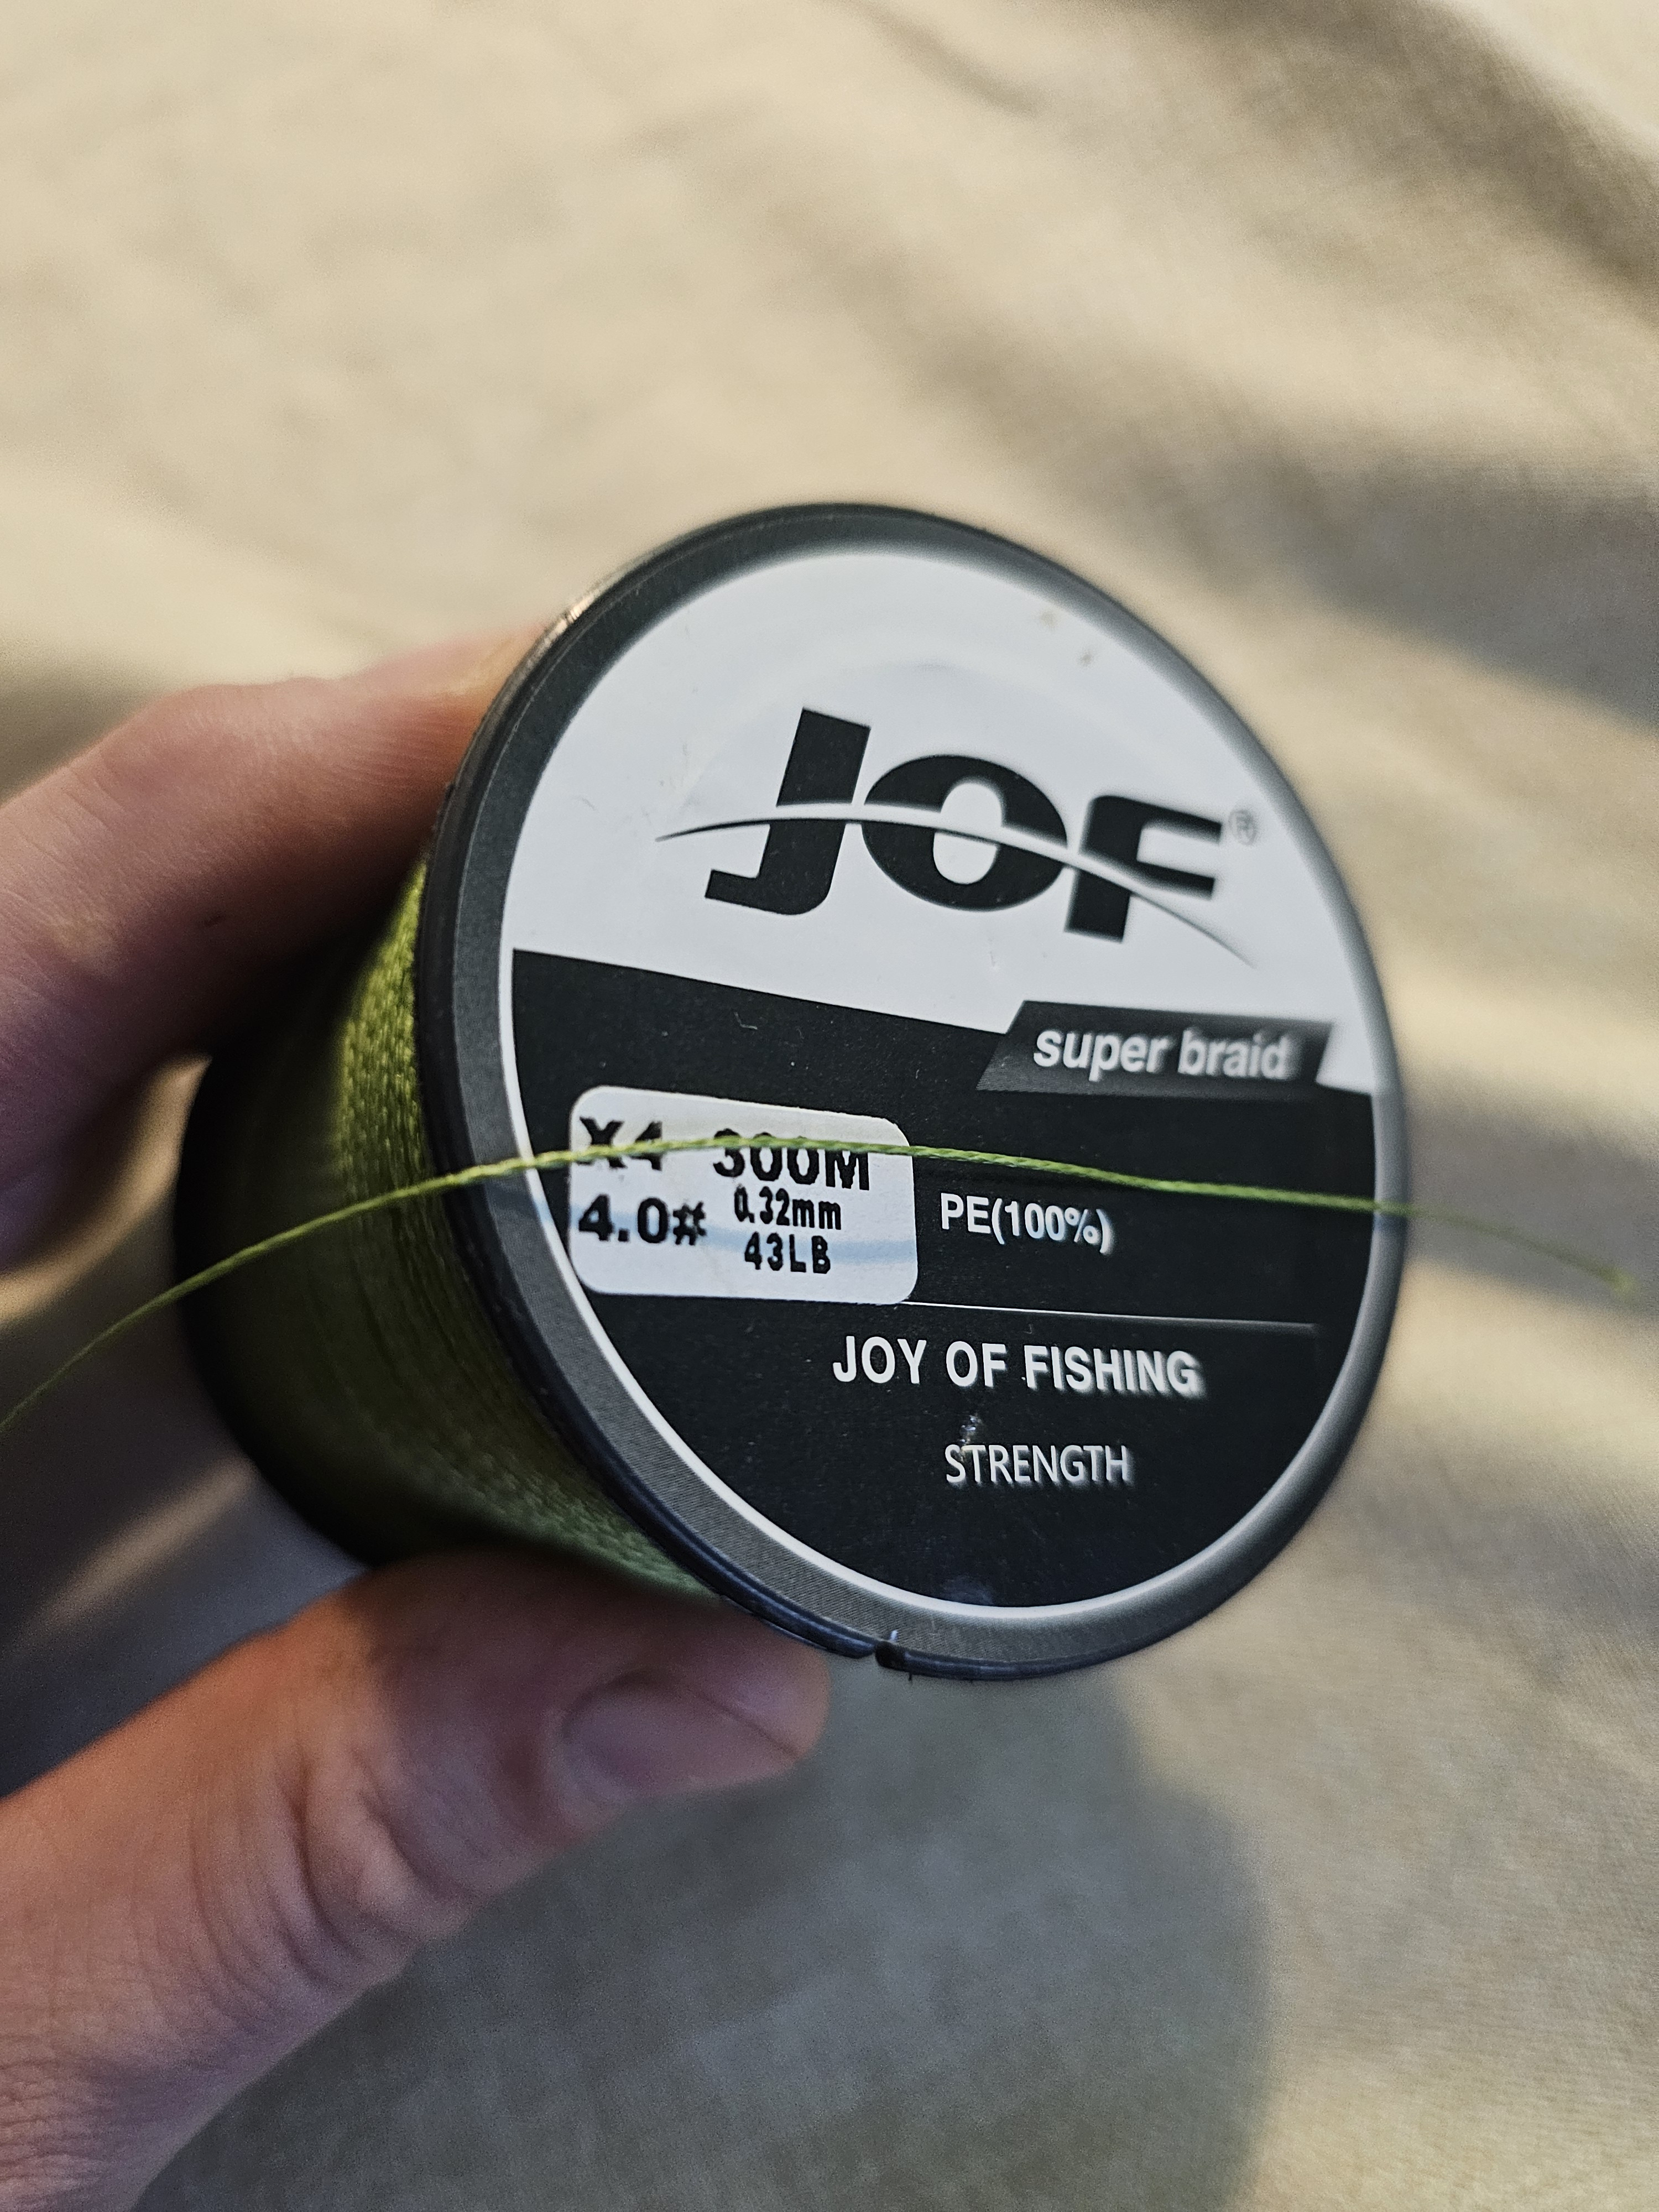 JOF®
super braid
X4 300M
4.0# 0.32mm
43LB
PE(100%)
JOY OF FISHING
STRENGTH